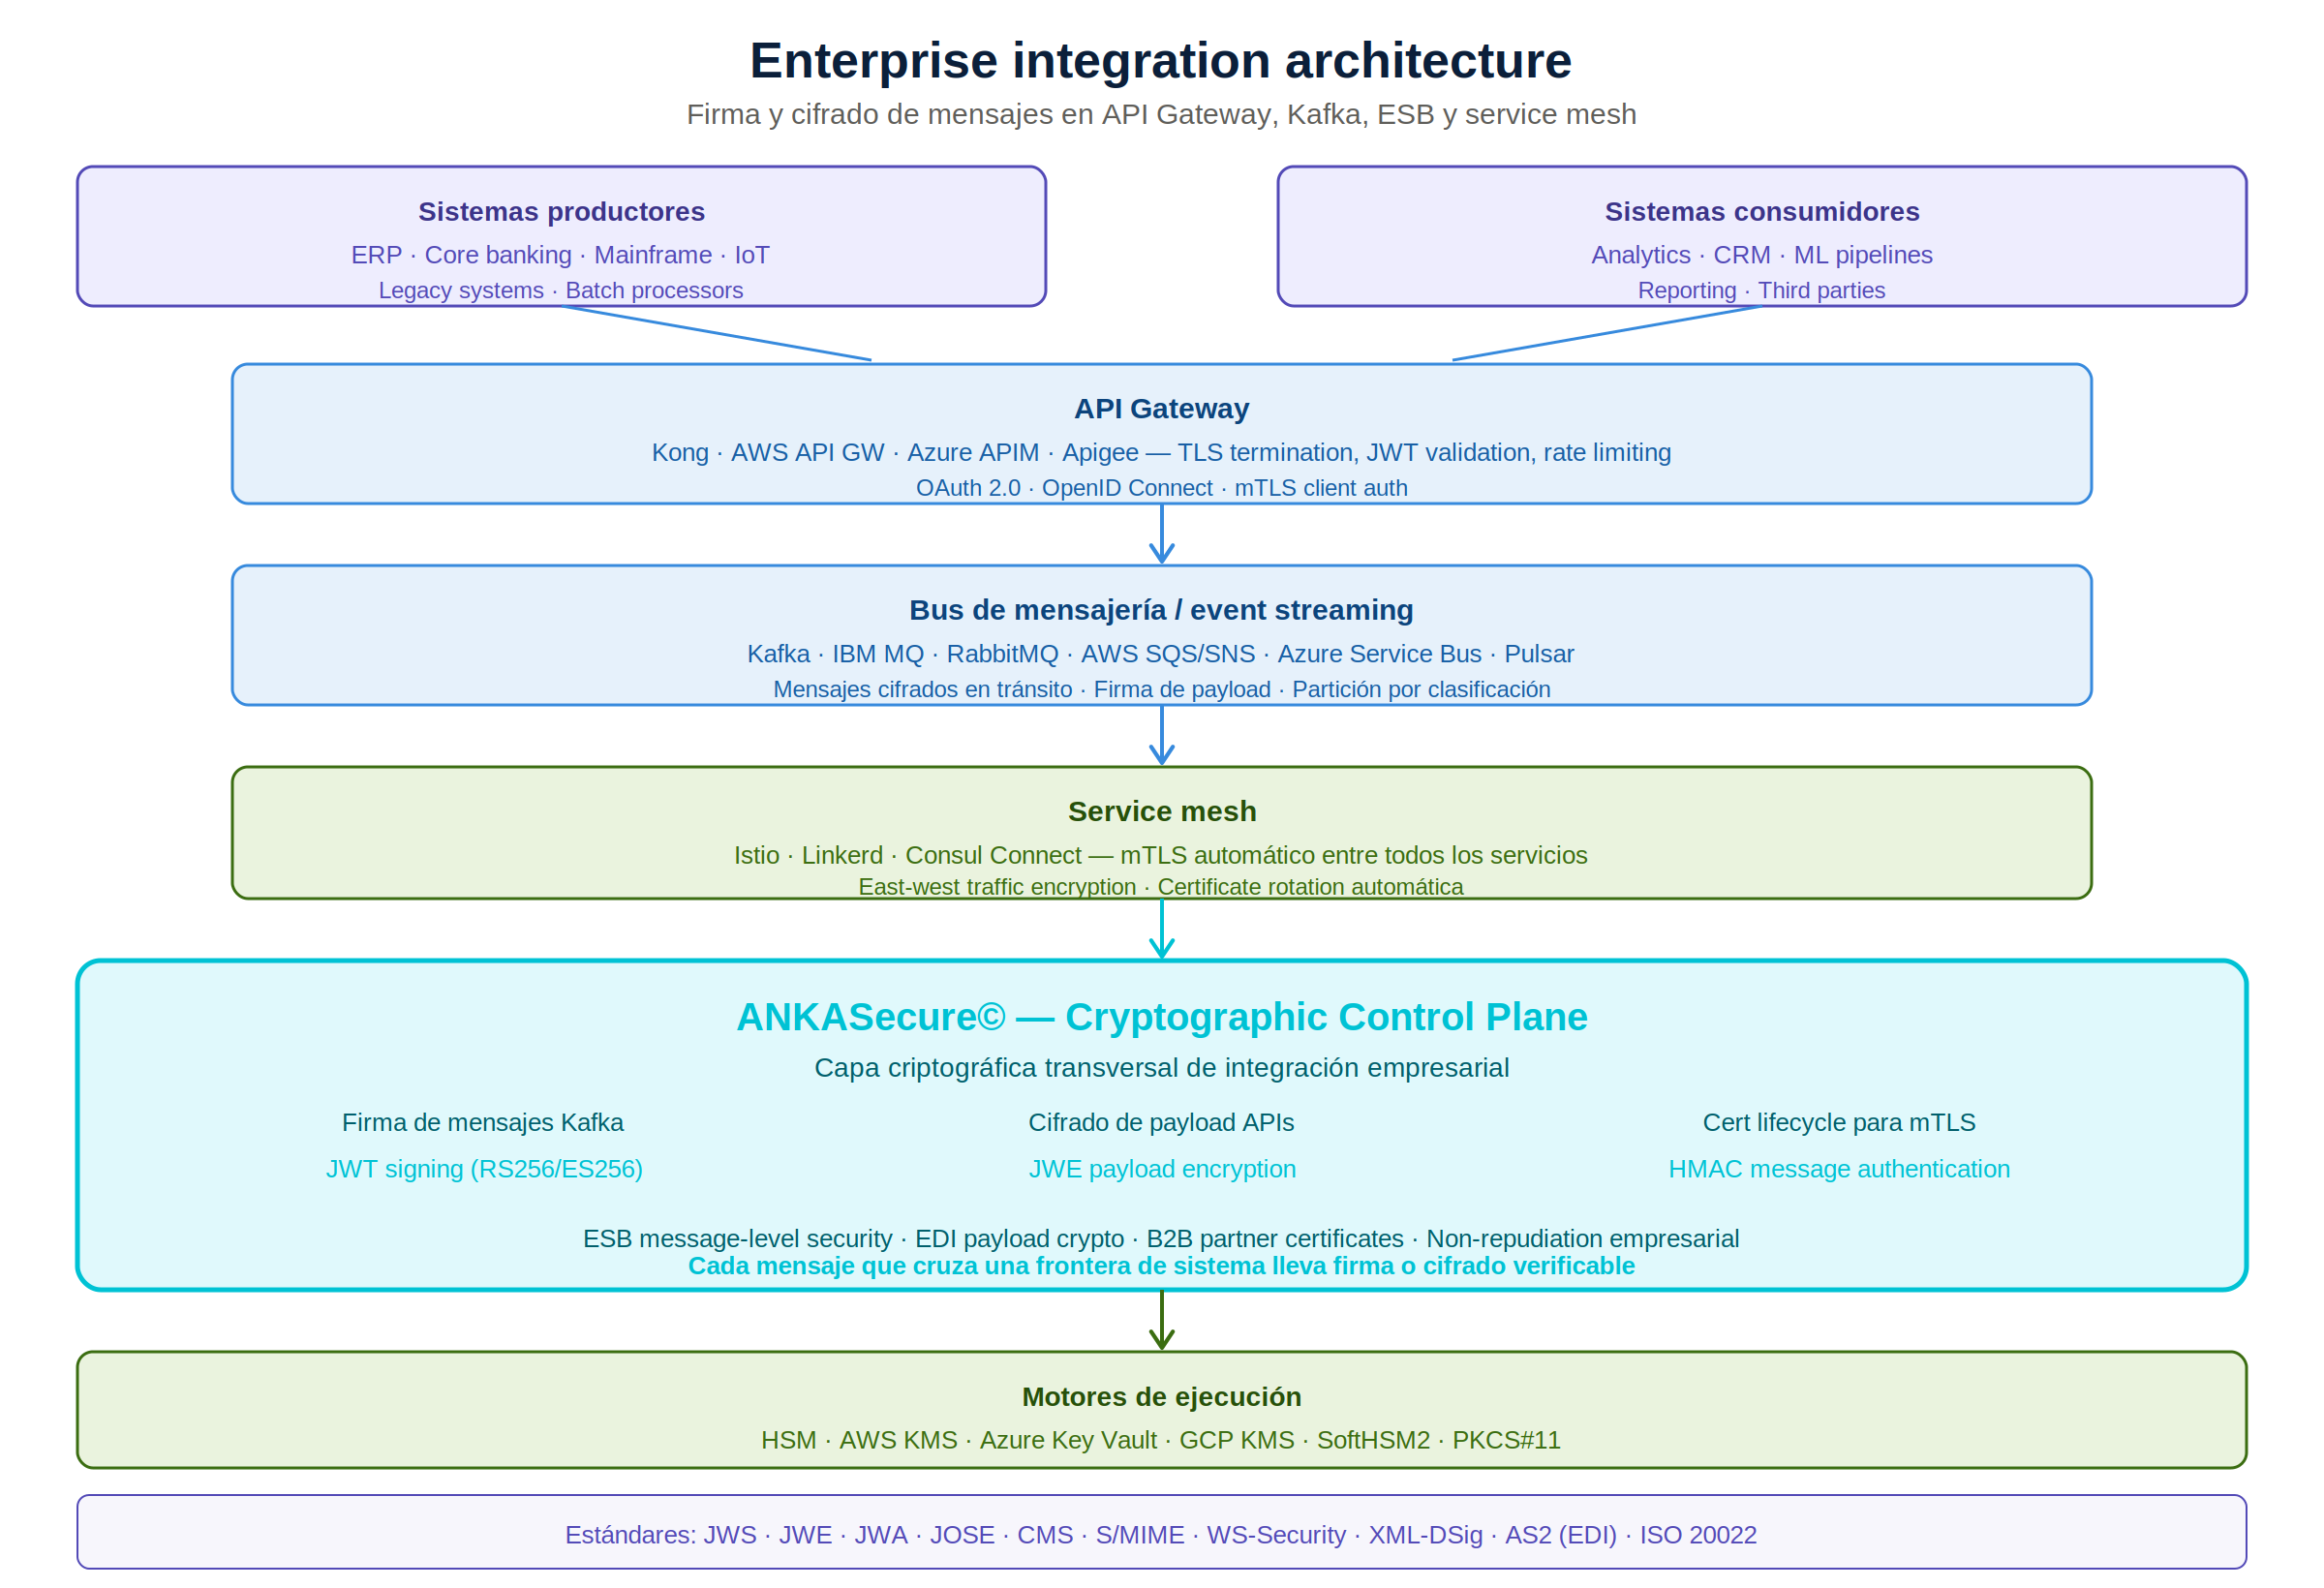 Enterprise integration architecture
Firma y cifrado de mensajes en API Gateway, Kafka, ESB y service mesh
Sistemas productores
ERP · Core banking · Mainframe · IoT
Legacy systems · Batch processors
Sistemas consumidores
Analytics · CRM · ML pipelines
Reporting · Third parties
API Gateway
Kong · AWS API GW · Azure APIM · Apigee — TLS termination, JWT validation, rate limiting
OAuth 2.0 · OpenID Connect · mTLS client auth
Bus de mensajería / event streaming
Kafka · IBM MQ · RabbitMQ · AWS SQS/SNS · Azure Service Bus · Pulsar
Mensajes cifrados en tránsito · Firma de payload · Partición por clasificación
Service mesh
Istio · Linkerd · Consul Connect — mTLS automático entre todos los servicios
East-west traffic encryption · Certificate rotation automática
ANKASecure© — Cryptographic Control Plane
Capa criptográfica transversal de integración empresarial
Firma de mensajes Kafka
JWT signing (RS256/ES256)
Cifrado de payload APIs
JWE payload encryption
Cert lifecycle para mTLS
HMAC message authentication
ESB message-level security · EDI payload crypto · B2B partner certificates · Non-repudiation empresarial
Cada mensaje que cruza una frontera de sistema lleva firma o cifrado verificable
Motores de ejecución
HSM · AWS KMS · Azure Key Vault · GCP KMS · SoftHSM2 · PKCS#11
Estándares: JWS · JWE · JWA · JOSE · CMS · S/MIME · WS-Security · XML-DSig · AS2 (EDI) · ISO 20022